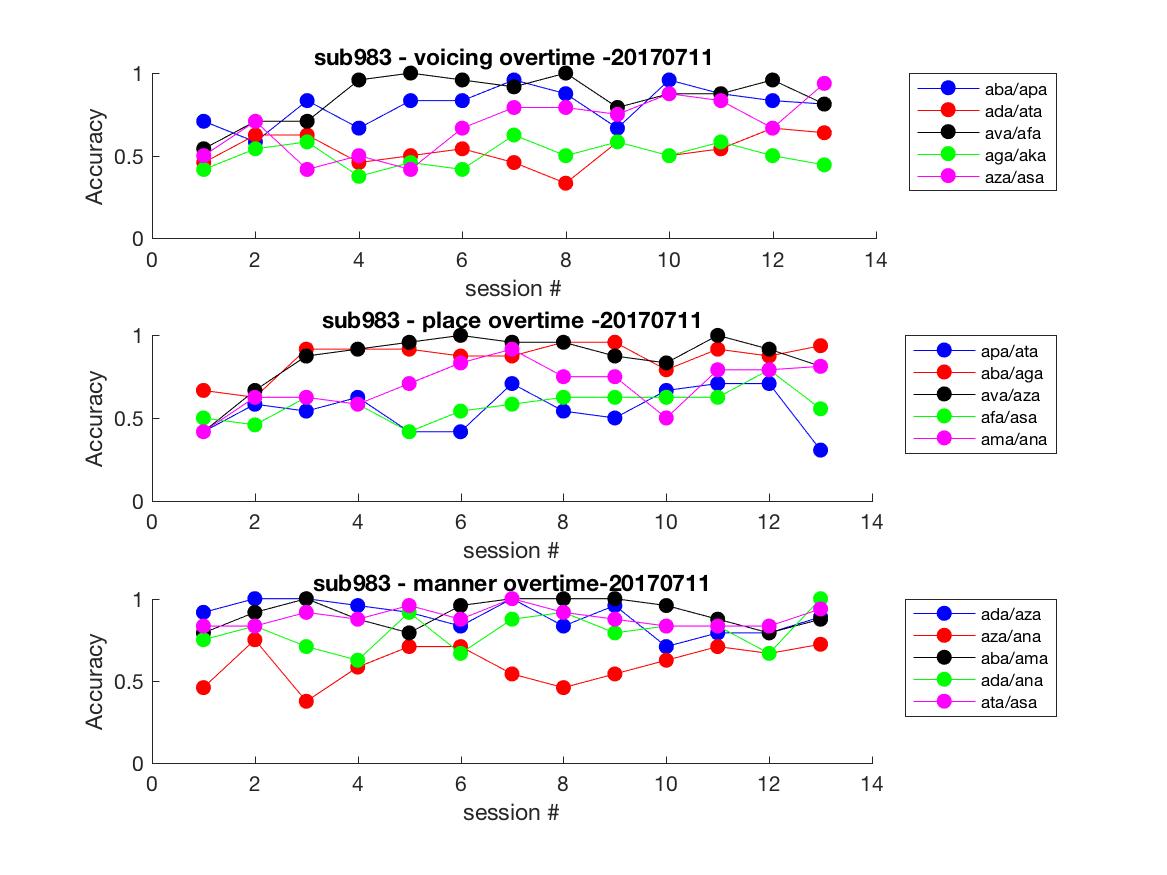 sub983 - voicing overtime -20170711
1
0.5
0
Accuracy
0 2 4 6 8 10 12 14
session #
aba/apa
ada/ata
ava/afa
aga/aka
aza/asa
sub983 - place overtime -20170711
1
0.5
0
Accuracy
0 2 4 6 8 10 12 14
session #
apa/ata
aba/aga
ava/aza
afa/asa
ama/ana
sub983 - manner overtime-20170711
1
0.5
0
Accuracy
0 2 4 6 8 10 12 14
session #
ada/aza
aza/ana
aba/ama
ada/ana
ata/asa